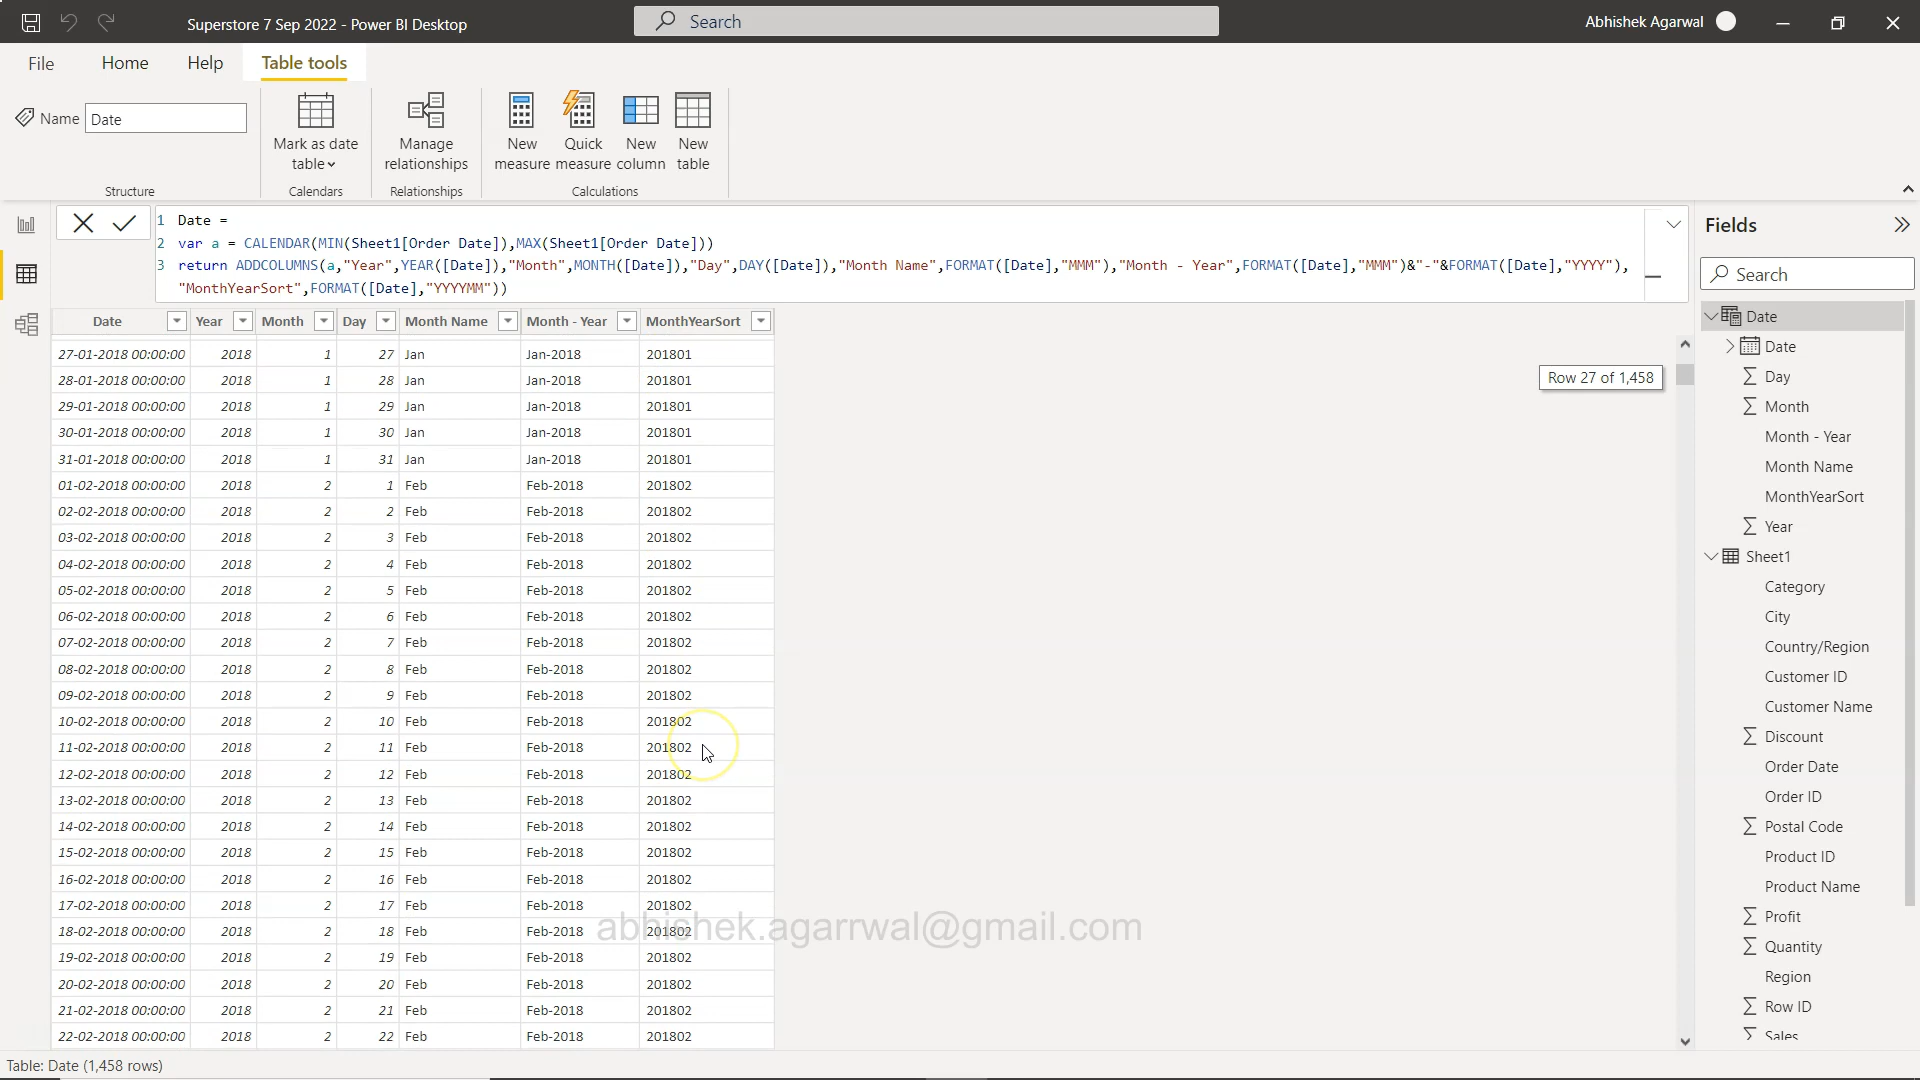 Superstore 7 Sep 2022 - Power BI Desktop
Search
Abhishek Agarwal
File
Home
Help
Table tools
Name
Date
Mark as date table
Manage relationships
New measure
Quick measure
New column
New table
Structure
Calendars
Relationships
Calculations
1 Date =
2 var a = CALENDAR(MIN(Sheet1[Order Date]),MAX(Sheet1[Order Date]))
3 return ADDCOLUMNS(a,"Year",YEAR([Date]),"Month",MONTH([Date]),"Day",DAY([Date]),"Month Name",FORMAT([Date],"MMM"),"Month - Year",FORMAT([Date],"MMM")&"-"&FORMAT([Date],"YYYY"),
"MonthYearSort",FORMAT([Date],"YYYYMM"))
Date Year Month Day Month Name Month - Year MonthYearSort
27-01-2018 00:00:00 2018 1 27 Jan Jan-2018 201801
28-01-2018 00:00:00 2018 1 28 Jan Jan-2018 201801
29-01-2018 00:00:00 2018 1 29 Jan Jan-2018 201801
30-01-2018 00:00:00 2018 1 30 Jan Jan-2018 201801
31-01-2018 00:00:00 2018 1 31 Jan Jan-2018 201801
01-02-2018 00:00:00 2018 2 1 Feb Feb-2018 201802
02-02-2018 00:00:00 2018 2 2 Feb Feb-2018 201802
03-02-2018 00:00:00 2018 2 3 Feb Feb-2018 201802
04-02-2018 00:00:00 2018 2 4 Feb Feb-2018 201802
05-02-2018 00:00:00 2018 2 5 Feb Feb-2018 201802
06-02-2018 00:00:00 2018 2 6 Feb Feb-2018 201802
07-02-2018 00:00:00 2018 2 7 Feb Feb-2018 201802
08-02-2018 00:00:00 2018 2 8 Feb Feb-2018 201802
09-02-2018 00:00:00 2018 2 9 Feb Feb-2018 201802
10-02-2018 00:00:00 2018 2 10 Feb Feb-2018 201802
11-02-2018 00:00:00 2018 2 11 Feb Feb-2018 201802
12-02-2018 00:00:00 2018 2 12 Feb Feb-2018 201802
13-02-2018 00:00:00 2018 2 13 Feb Feb-2018 201802
14-02-2018 00:00:00 2018 2 14 Feb Feb-2018 201802
15-02-2018 00:00:00 2018 2 15 Feb Feb-2018 201802
16-02-2018 00:00:00 2018 2 16 Feb Feb-2018 201802
17-02-2018 00:00:00 2018 2 17 Feb Feb-2018 201802
18-02-2018 00:00:00 2018 2 18 Feb Feb-2018 201802
19-02-2018 00:00:00 2018 2 19 Feb Feb-2018 201802
20-02-2018 00:00:00 2018 2 20 Feb Feb-2018 201802
21-02-2018 00:00:00 2018 2 21 Feb Feb-2018 201802
22-02-2018 00:00:00 2018 2 22 Feb Feb-2018 201802
abhishek.agarrwal@gmail.com
Row 27 of 1,458
Fields
Search
Date
Date
Day
Month
Month - Year
Month Name
MonthYearSort
Year
Sheet1
Category
City
Country/Region
Customer ID
Customer Name
Discount
Order Date
Order ID
Postal Code
Product ID
Product Name
Profit
Quantity
Region
Row ID
Sales
Table: Date (1,458 rows)